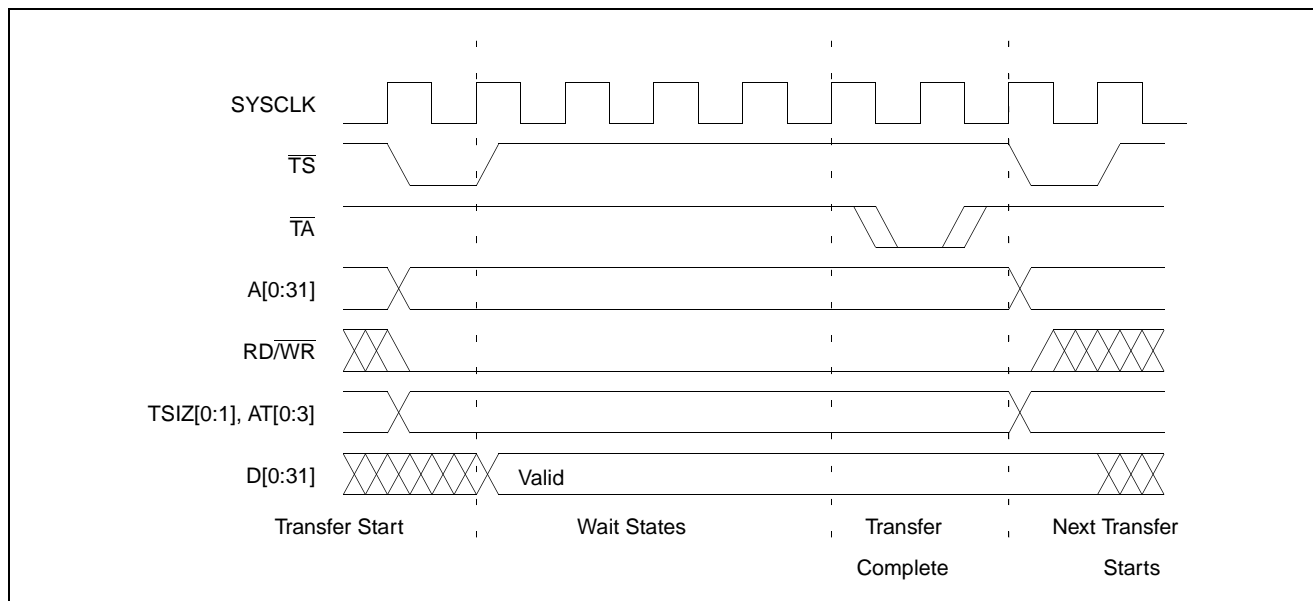 SYSCLK
TS
TA
A[0:31]
RD/WR
TSIZ[0:1], AT[0:3]
D[0:31]
Valid
Transfer Start
Wait States
Transfer
Complete
Next Transfer
Starts